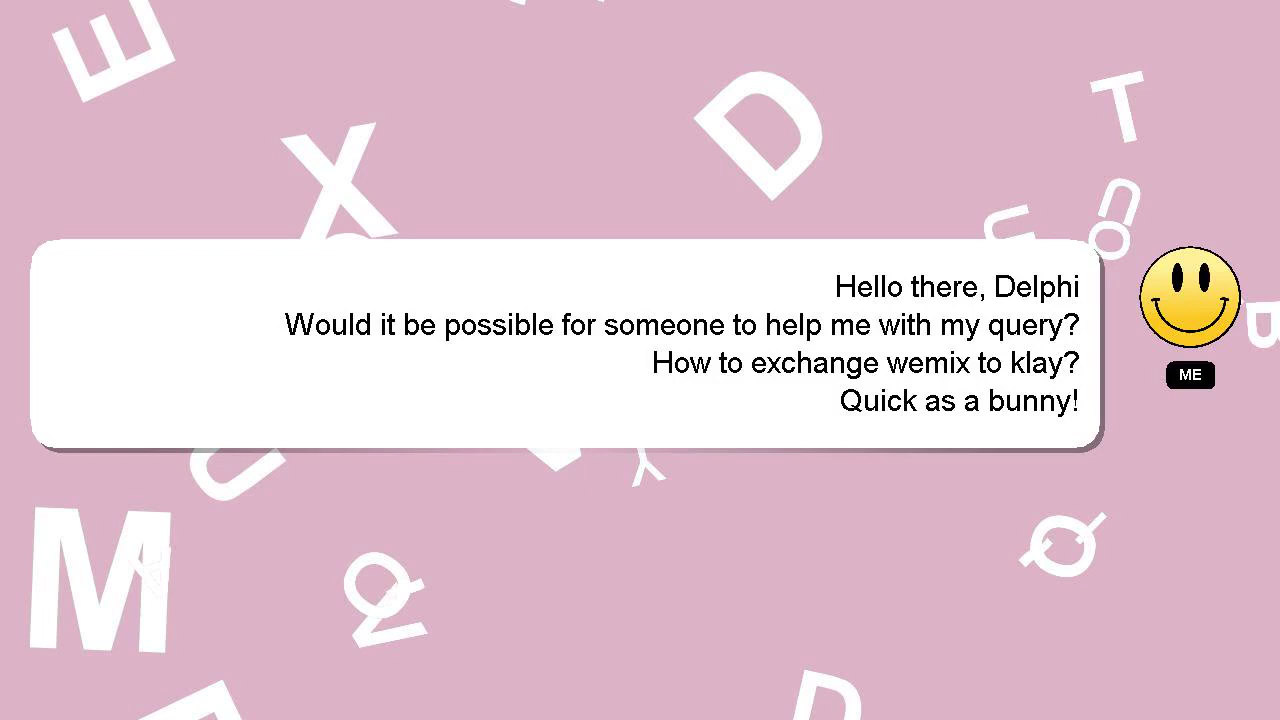 Hello there, Delphi
Would it be possible for someone to help me with my query?
How to exchange wemix to klay?
Quick as a bunny!
ME
E
X
D
T
U
U
O
B
U
Y
M
A
Q
Z
Q
D